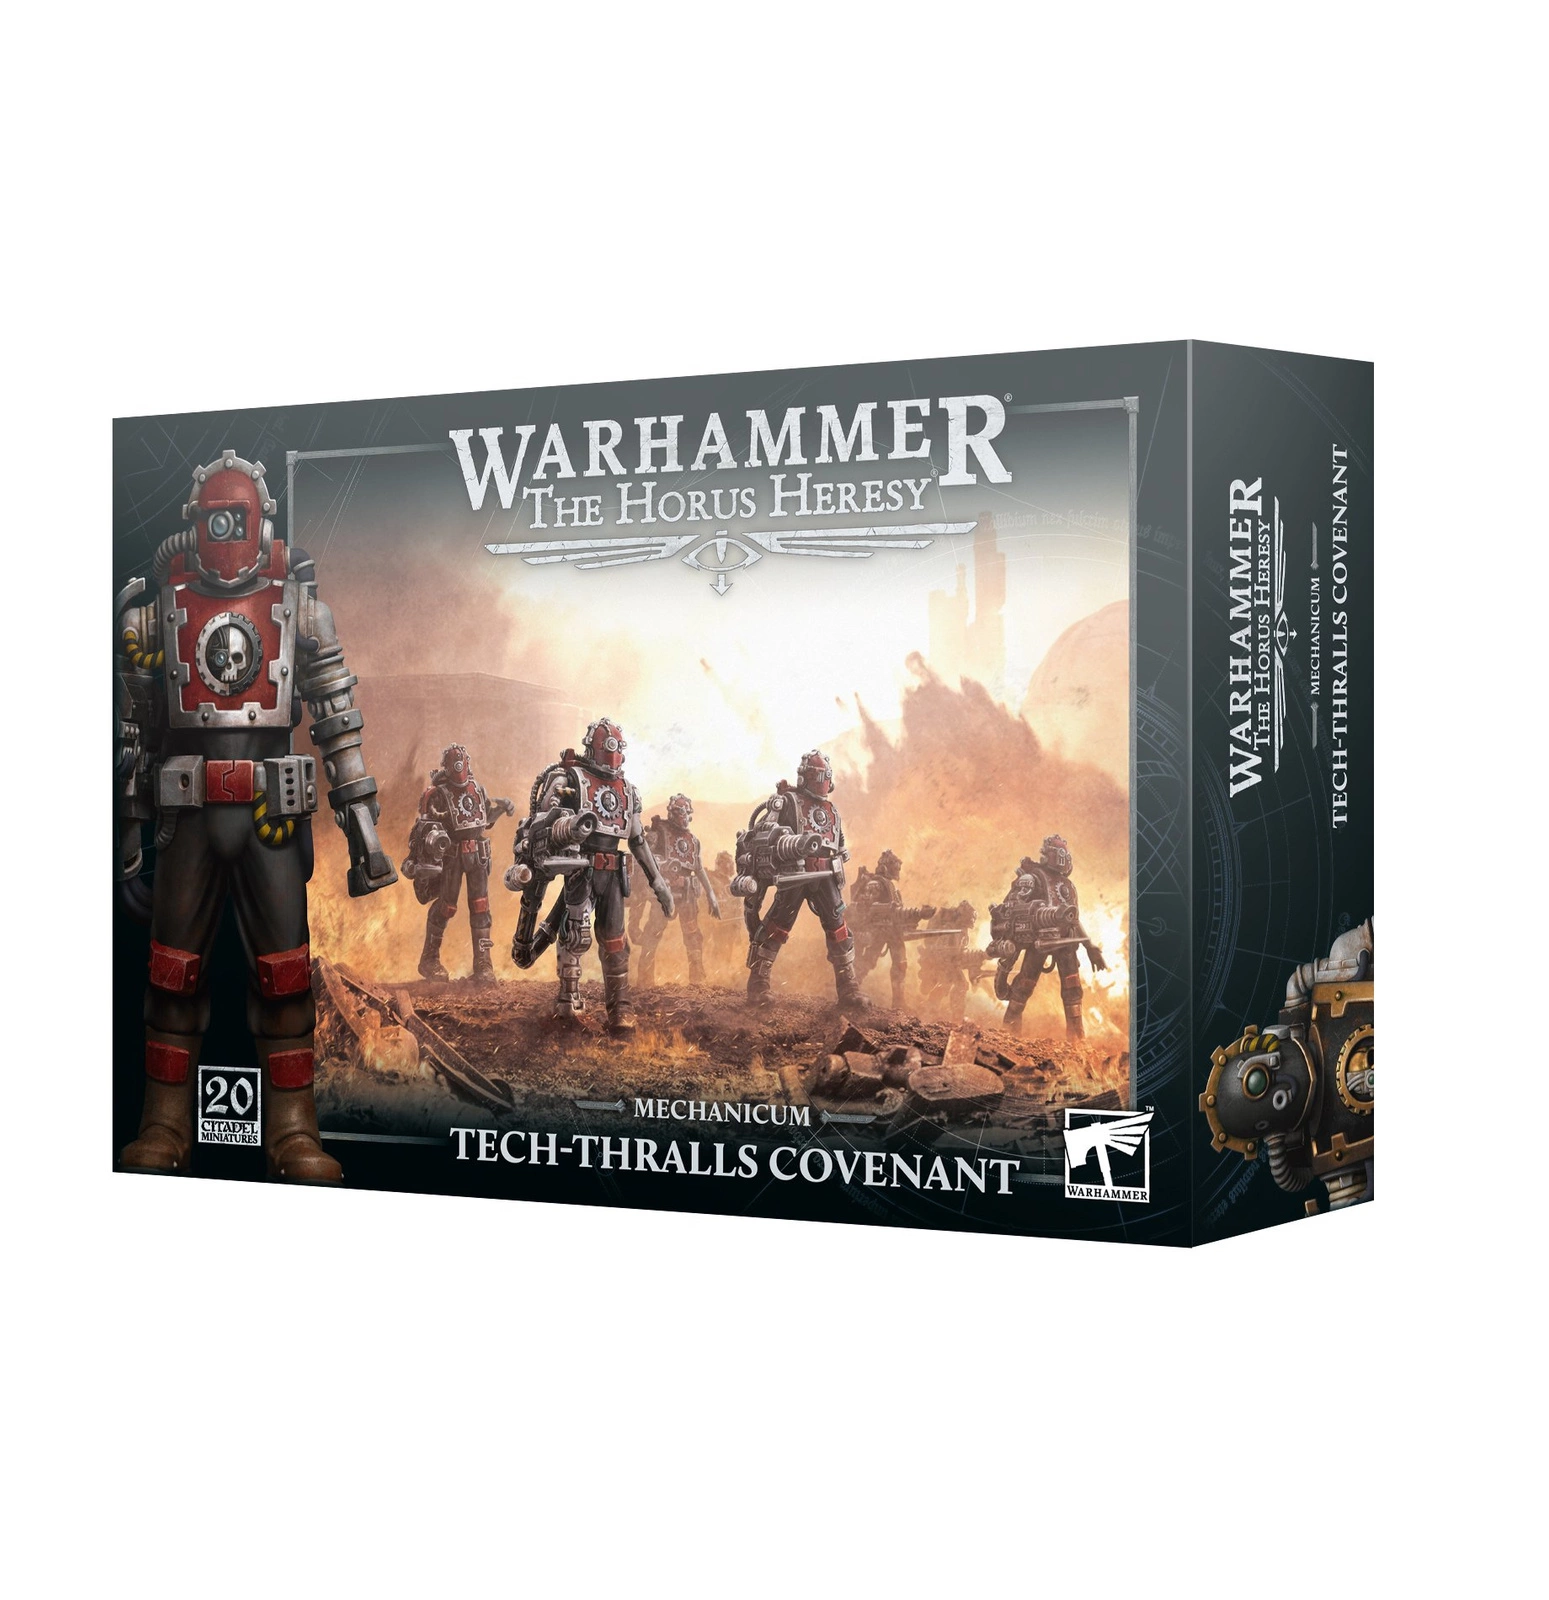 WARHAMMER®
THE HORUS HERESY®
20
CITADEL
MINIATURES
MECHANICUM
TECH-THRALLS COVENANT
WARHAMMER™
WARHAMMER
THE HORUS HERESY
MECHANICUM
TECH-THRALLS COVENANT